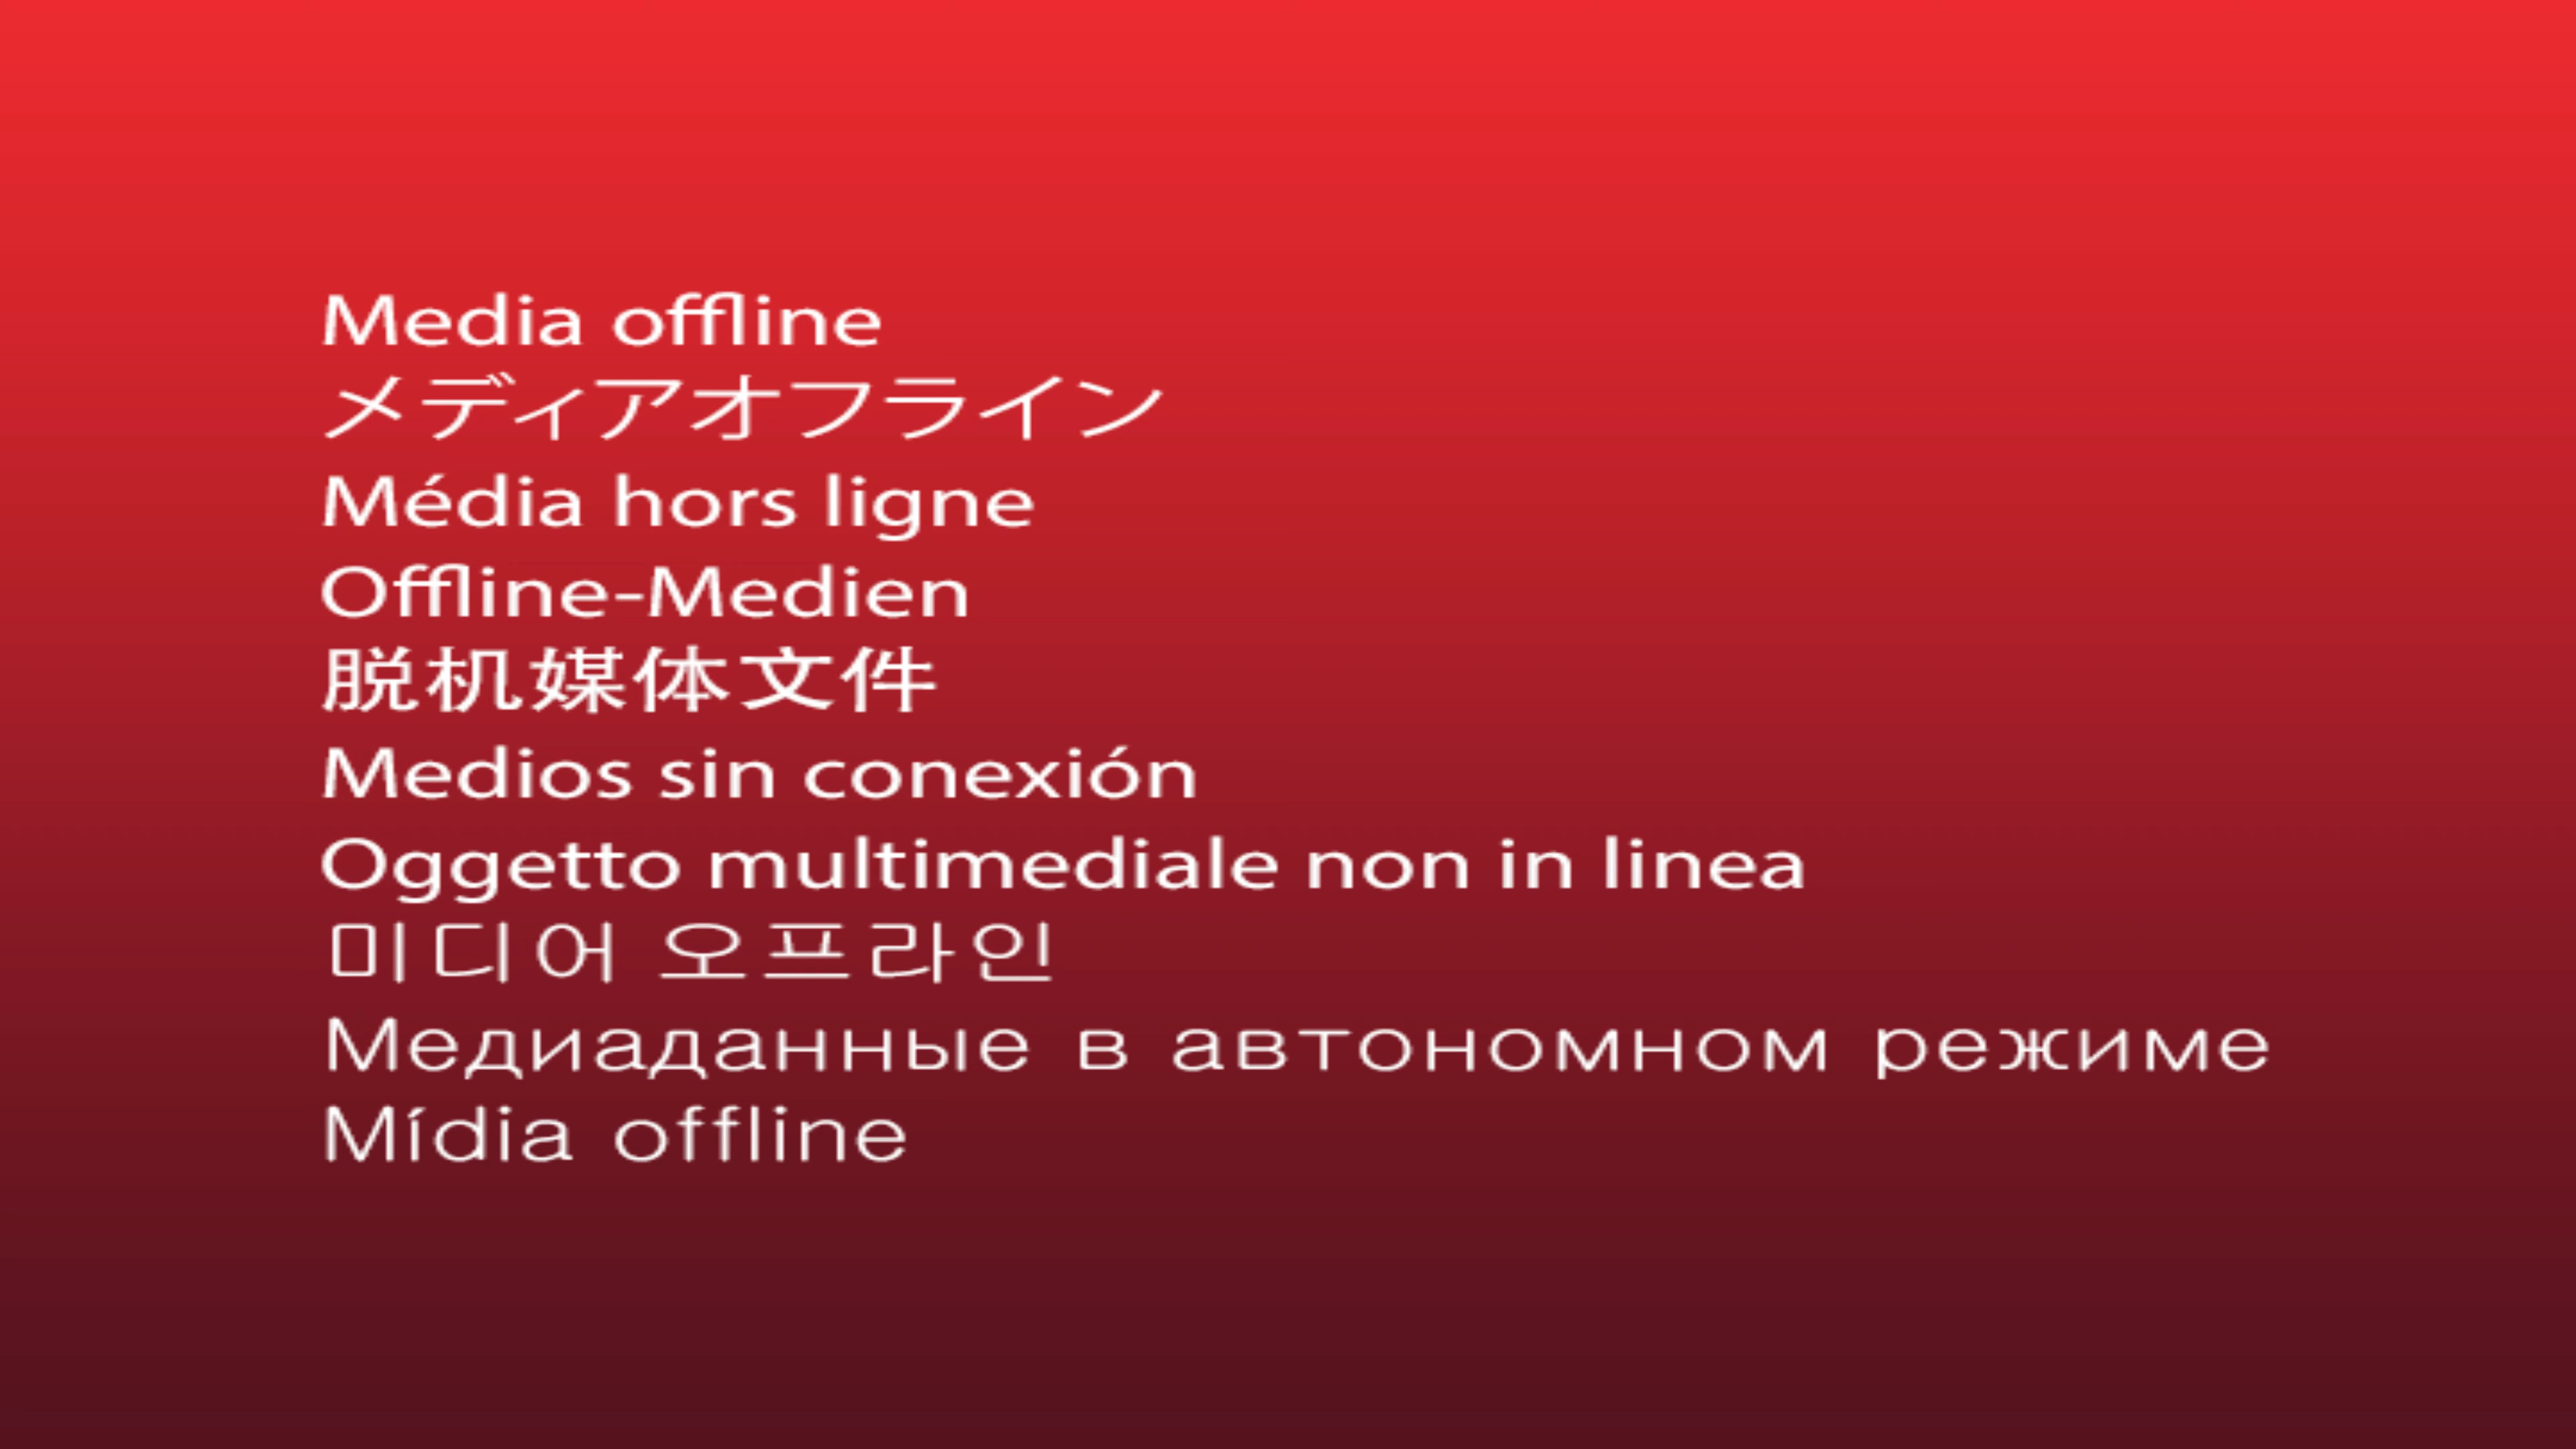 Media offline
メディアオフライン
Média hors ligne
Offline-Medien
脱机媒体文件
Medios sin conexión
Oggetto multimediale non in linea
미디어 오프라인
Медиаданные в автономном режиме
Mídia offline